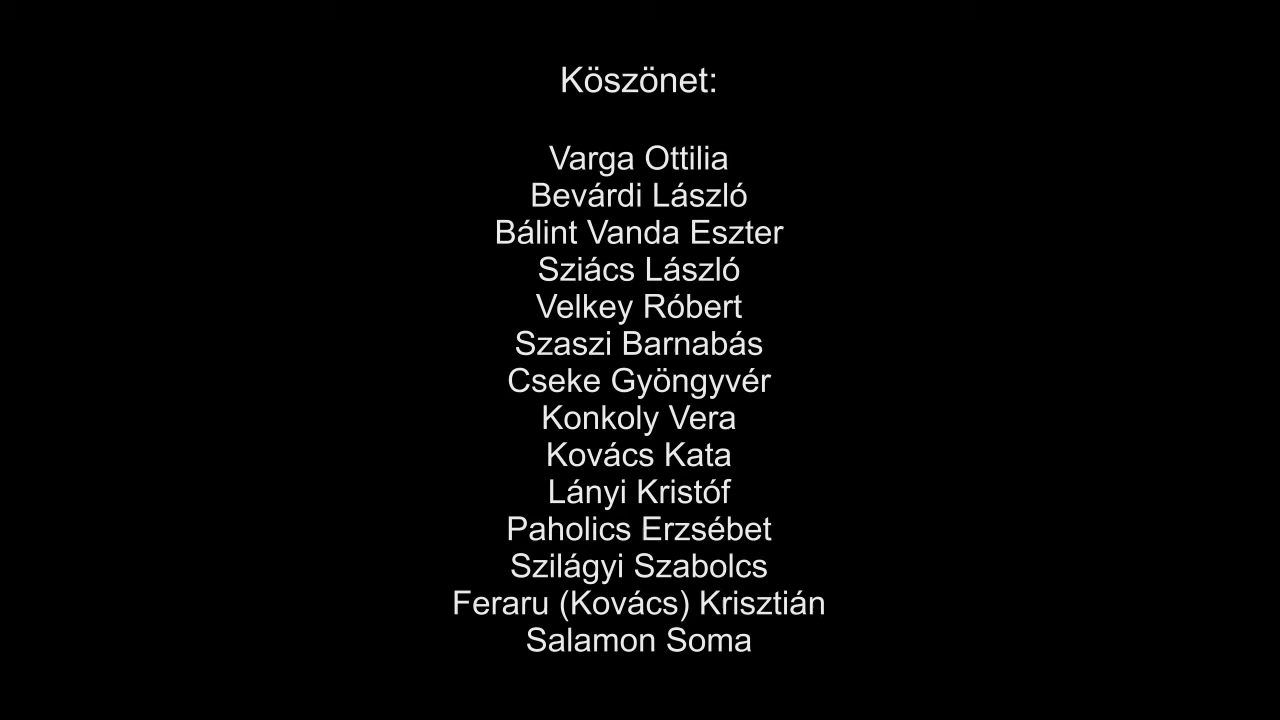 Köszönet:
Varga Ottilia
Bevárdi László
Bálint Vanda Eszter
Sziács László
Velkey Róbert
Szaszi Barnabás
Cseke Gyöngyvér
Konkoly Vera
Kovács Kata
Lányi Kristóf
Paholics Erzsébet
Szilágyi Szabolcs
Feraru (Kovács) Krisztián
Salamon Soma